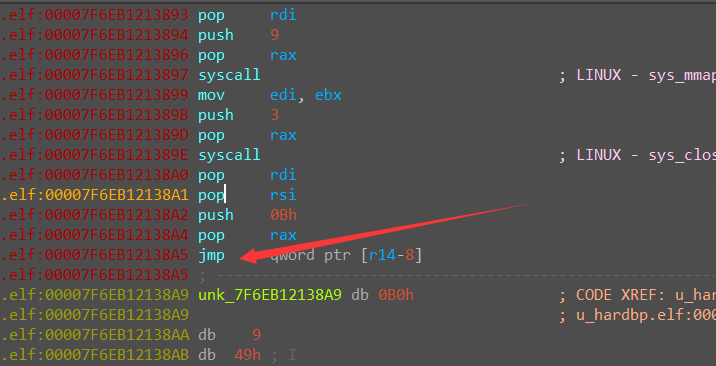 .elf:00007F6EB1213893 pop     rdi
.elf:00007F6EB1213894 push    9
.elf:00007F6EB1213896 pop     rax
.elf:00007F6EB1213897 syscall                                 ; LINUX - sys_mmap
.elf:00007F6EB1213899 mov     edi, ebx
.elf:00007F6EB121389B push    3
.elf:00007F6EB121389D pop     rax
.elf:00007F6EB121389E syscall                                 ; LINUX - sys_clos
.elf:00007F6EB12138A0 pop     rdi
.elf:00007F6EB12138A1 pop     rsi
.elf:00007F6EB12138A2 push    0Bh
.elf:00007F6EB12138A4 pop     rax
.elf:00007F6EB12138A5 jmp     qword ptr [r14-8]
.elf:00007F6EB12138A5 ; ---------------------------------------------------
.elf:00007F6EB12138A9 unk_7F6EB12138A9 db 0B0h                ; CODE XREF: u_hard
.elf:00007F6EB12138A9                                         ; u_hardbp.elf:000
.elf:00007F6EB12138AA db    9
.elf:00007F6EB12138AB db  49h ; I